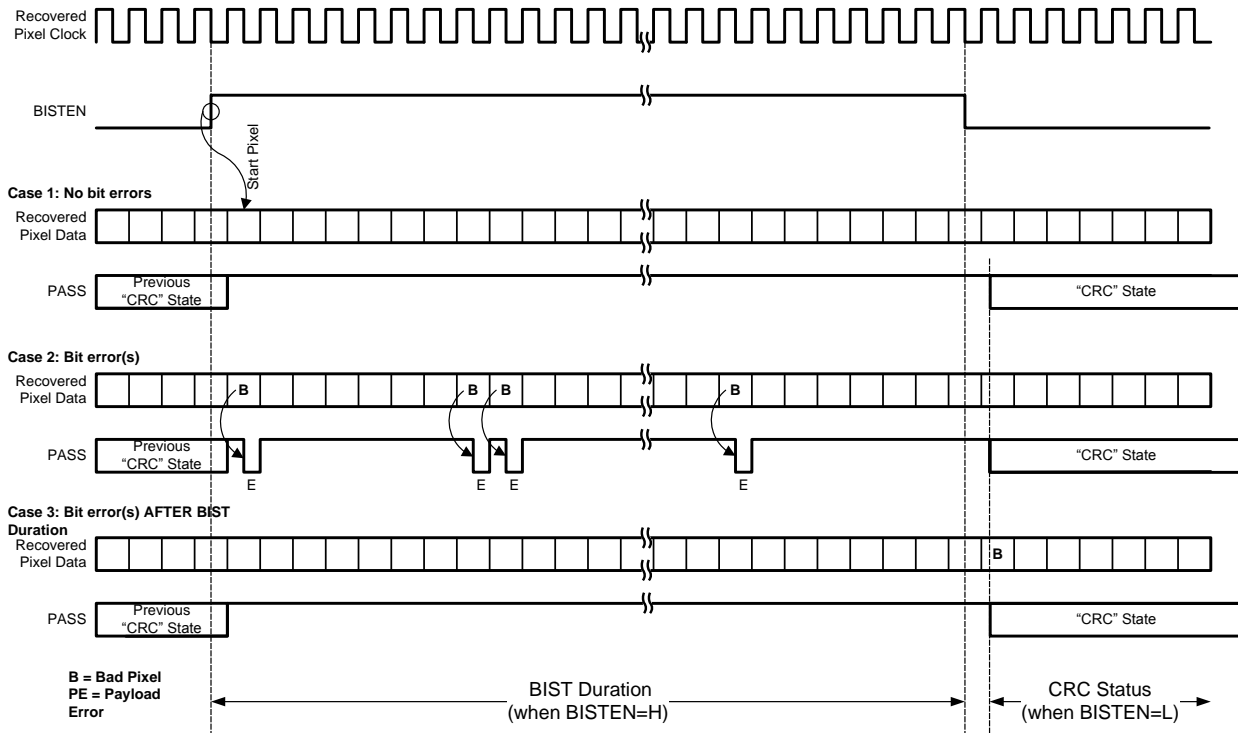 Recovered
Pixel Clock
BISTEN
Start Pixel
Case 1: No bit errors
Recovered
Pixel Data
PASS
Previous
“CRC” State
“CRC” State
Case 2: Bit error(s)
Recovered
Pixel Data
B
B
B
B
PASS
Previous
“CRC” State
“CRC” State
E
E
E
E
Case 3: Bit error(s) AFTER BIST
Duration
Recovered
Pixel Data
B
PASS
Previous
“CRC” State
“CRC” State
B = Bad Pixel
PE = Payload
Error
BIST Duration
(when BISTEN=H)
CRC Status
(when BISTEN=L)